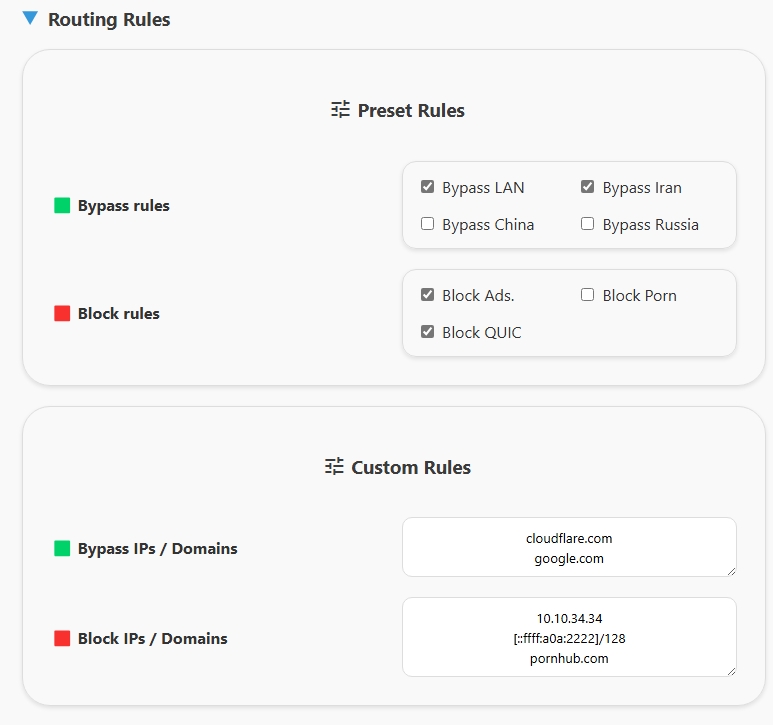 Routing Rules
Preset Rules
Bypass rules
Bypass LAN
Bypass Iran
Bypass China
Bypass Russia
Block rules
Block Ads.
Block Porn
Block QUIC
Custom Rules
Bypass IPs / Domains
cloudflare.com
google.com
Block IPs / Domains
10.10.34.34
[::ffff:a0a:2222]/128
pornhub.com